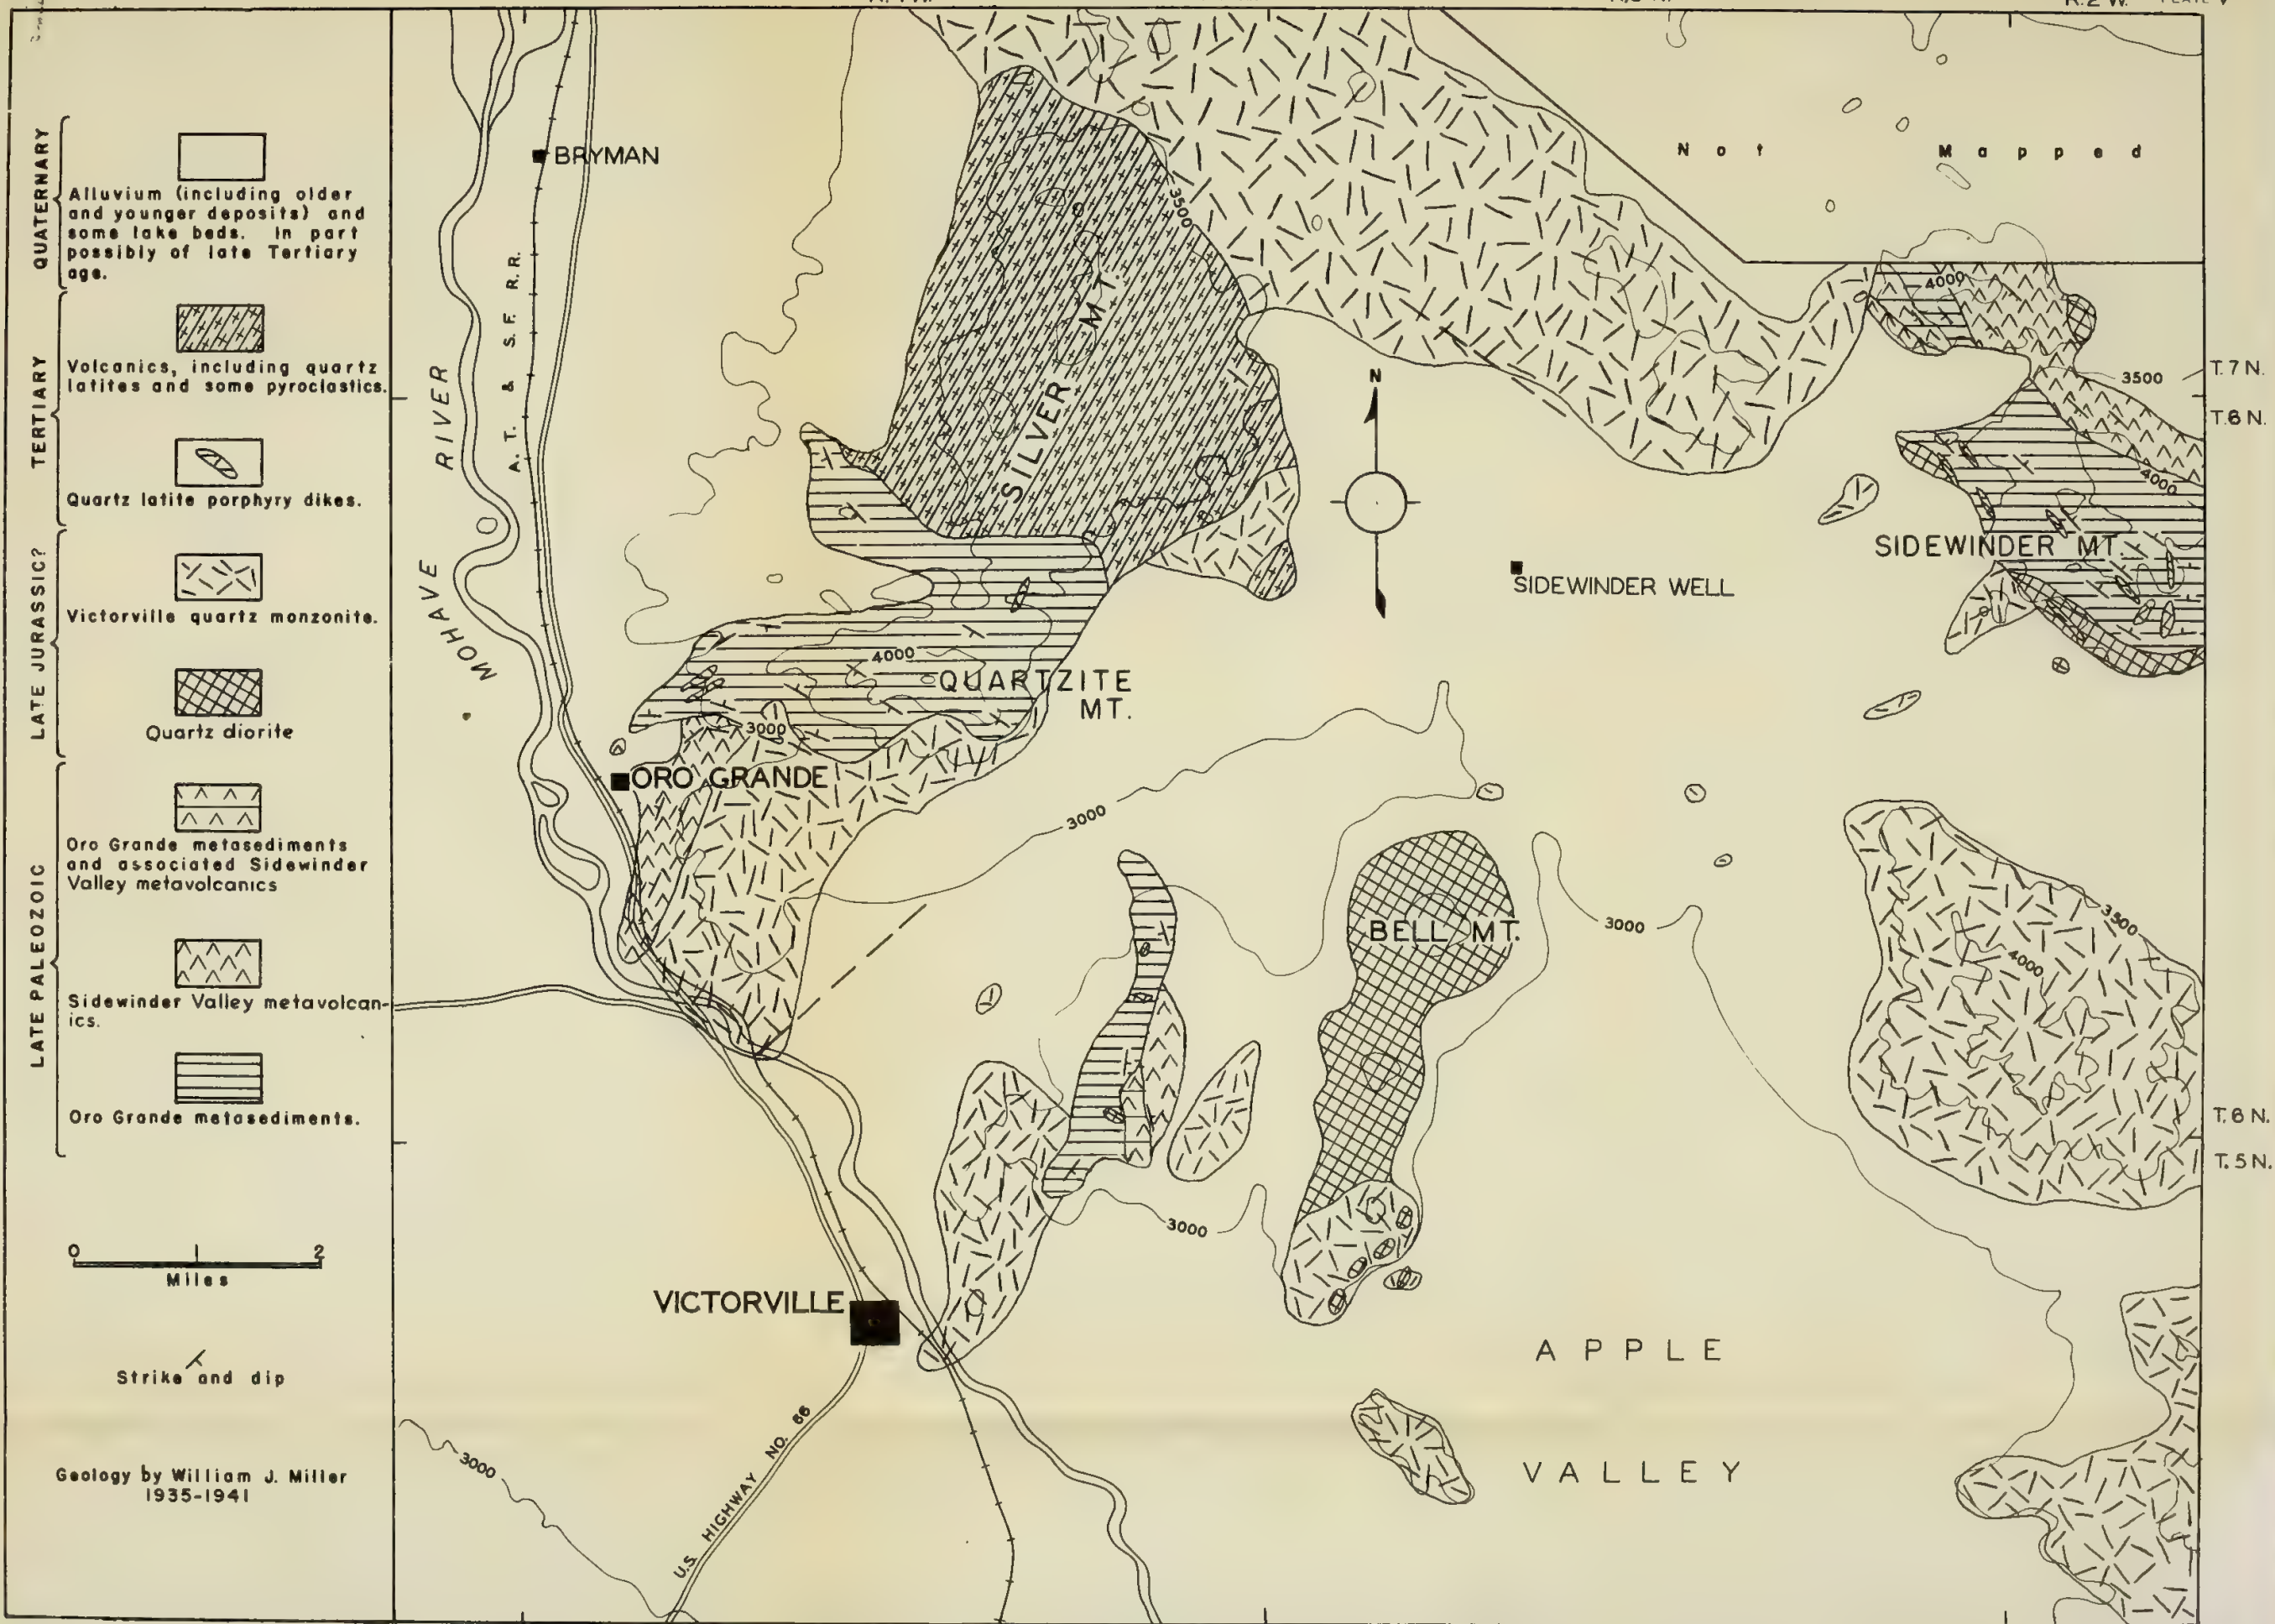 R. 2 W. PLATE V
QUATERNARY
Alluvium (including older
and younger deposits) and
some lake beds. In part
possibly of late Tertiary
age.
TERTIARY
Volcanics, including quartz
latites and some pyroclastics.
Quartz latite porphyry dikes.
LATE JURASSIC?
Victorville quartz monzonite.
Quartz diorite
LATE PALEOZOIC
Oro Grande metasediments
and associated Sidewinder
Valley metavolcanics
Sidewinder Valley metavolcan-
ics.
Oro Grande metasediments.
0 2
Miles
Strike and dip
Geology by William J. Miller
1935-1941
BRYMAN
A. T. & S. F. R. R.
MOHAVE RIVER
SILVER MT.
3500
Not Mapped
4000
3500
T. 7 N.
T. 6 N.
N
4000
SIDEWINDER MT.
SIDEWINDER WELL
4000
QUARTZITE
MT.
3000
ORO GRANDE
3000
BELL MT.
3000
3500
4000
T. 6 N.
T. 5 N.
3000
VICTORVILLE
APPLE
VALLEY
3000
U.S. HIGHWAY NO. 66